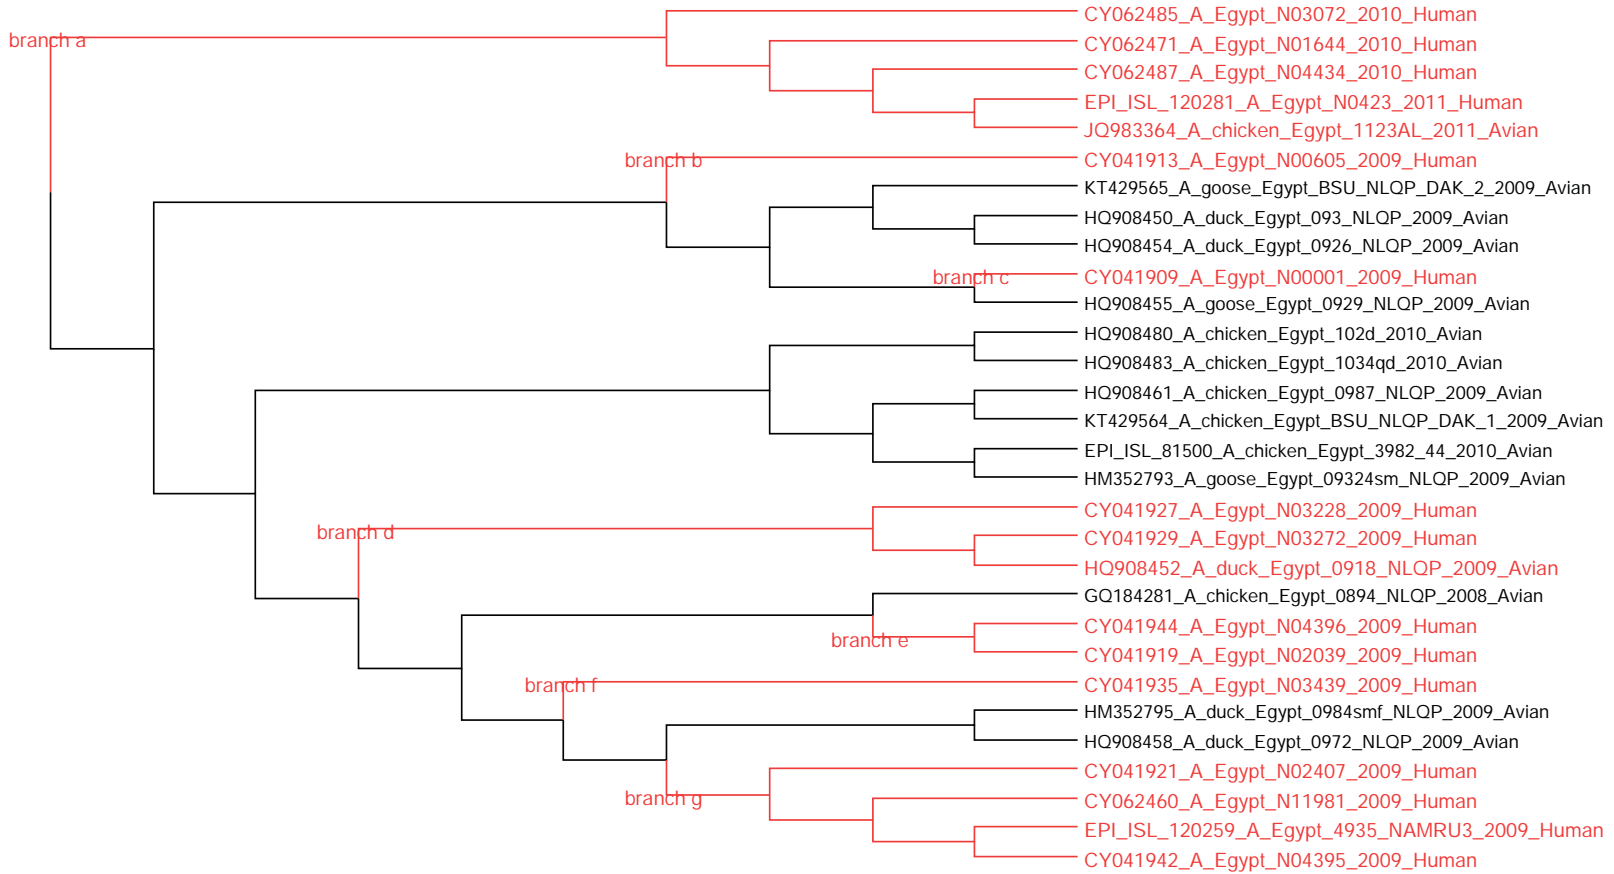 CY062485_A_Egypt_N03072_2010_Human
branch a
CY062471_A_Egypt_N01644_2010_Human
CY062487_A_Egypt_N04434_2010_Human
EPI_ISL_120281_A_Egypt_N0423_2011_Human
JQ983364_A_chicken_Egypt_1123AL_2011_Avian
branch b
CY041913_A_Egypt_N00605_2009_Human
KT429565_A_goose_Egypt_BSU_NLQP_DAK_2_2009_Avian
HQ908450_A_duck_Egypt_093_NLQP_2009_Avian
HQ908454_A_duck_Egypt_0926_NLQP_2009_Avian
branch c
CY041909_A_Egypt_N00001_2009_Human
HQ908455_A_goose_Egypt_0929_NLQP_2009_Avian
HQ908480_A_chicken_Egypt_102d_2010_Avian
HQ908483_A_chicken_Egypt_1034qd_2010_Avian
HQ908461_A_chicken_Egypt_0987_NLQP_2009_Avian
KT429564_A_chicken_Egypt_BSU_NLQP_DAK_1_2009_Avian
EPI_ISL_81500_A_chicken_Egypt_3982_44_2010_Avian
HM352793_A_goose_Egypt_09324sm_NLQP_2009_Avian
CY041927_A_Egypt_N03228_2009_Human
branch d
CY041929_A_Egypt_N03272_2009_Human
HQ908452_A_duck_Egypt_0918_NLQP_2009_Avian
GQ184281_A_chicken_Egypt_0894_NLQP_2008_Avian
CY041944_A_Egypt_N04396_2009_Human
branch e
CY041919_A_Egypt_N02039_2009_Human
branch f
CY041935_A_Egypt_N03439_2009_Human
HM352795_A_duck_Egypt_0984smf_NLQP_2009_Avian
HQ908458_A_duck_Egypt_0972_NLQP_2009_Avian
CY041921_A_Egypt_N02407_2009_Human
branch g
CY062460_A_Egypt_N11981_2009_Human
EPI_ISL_120259_A_Egypt_4935_NAMRU3_2009_Human
CY041942_A_Egypt_N04395_2009_Human